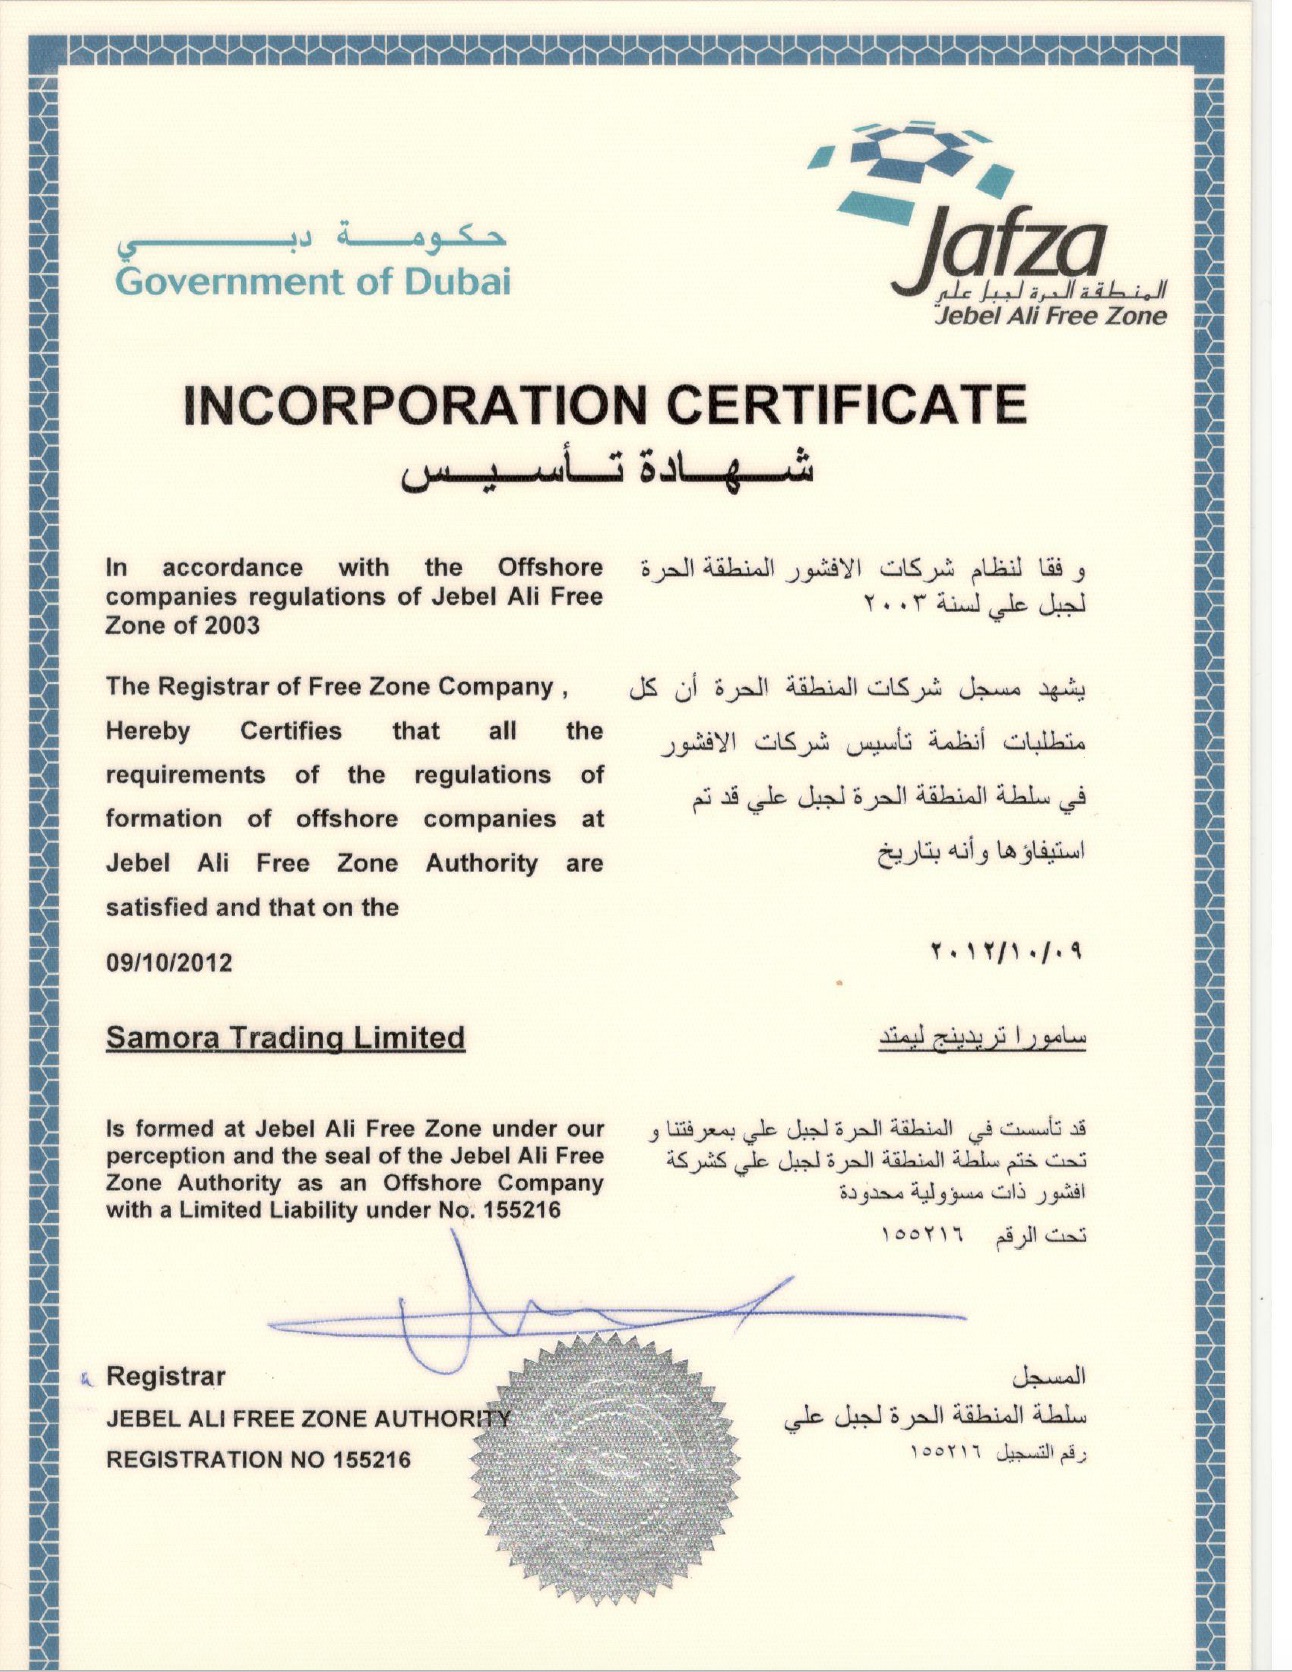 حكومة دبي
Government of Dubai
Jafza
المنطقة الحرة لجبل علي
Jebel Ali Free Zone
INCORPORATION CERTIFICATE
شهادة تأسيس
In accordance with the Offshore
companies regulations of Jebel Ali Free
Zone of 2003
و فقا لنظام شركات الافشور المنطقة الحرة
لجبل علي لسنة ٢٠٠٣
The Registrar of Free Zone Company ,
Hereby Certifies that all the
requirements of the regulations of
formation of offshore companies at
Jebel Ali Free Zone Authority are
satisfied and that on the
يشهد مسجل شركات المنطقة الحرة أن كل
متطلبات أنظمة تأسيس شركات الافشور
في سلطة المنطقة الحرة لجبل علي قد تم
استيفاؤها وأنه بتاريخ
09/10/2012
٢٠١٢/١٠/٠٩
Samora Trading Limited
سامورا تريدينج ليمتد
Is formed at Jebel Ali Free Zone under our
perception and the seal of the Jebel Ali Free
Zone Authority as an Offshore Company
with a Limited Liability under No. 155216
قد تأسست في المنطقة الحرة لجبل علي بمعرفتنا و
تحت ختم سلطة المنطقة الحرة لجبل علي كشركة
افشور ذات مسؤولية محدودة
تحت الرقم ١٥٥٢١٦
Registrar
JEBEL ALI FREE ZONE AUTHORITY
REGISTRATION NO 155216
المسجل
سلطة المنطقة الحرة لجبل علي
رقم التسجيل ١٥٥٢١٦